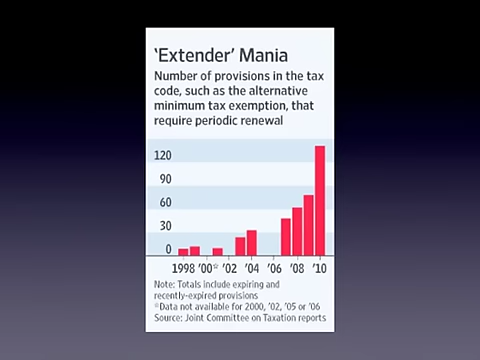 'Extender' Mania
Number of provisions in the tax
code, such as the alternative
minimum tax exemption, that
require periodic renewal
120
90
60
30
0
1998 '00☆ '02 '04 '06 '08 '10
Note: Totals include expiring and
recently-expired provisions
☆Data not available for 2000, '02, '05 or '06
Source: Joint Committee on Taxation reports